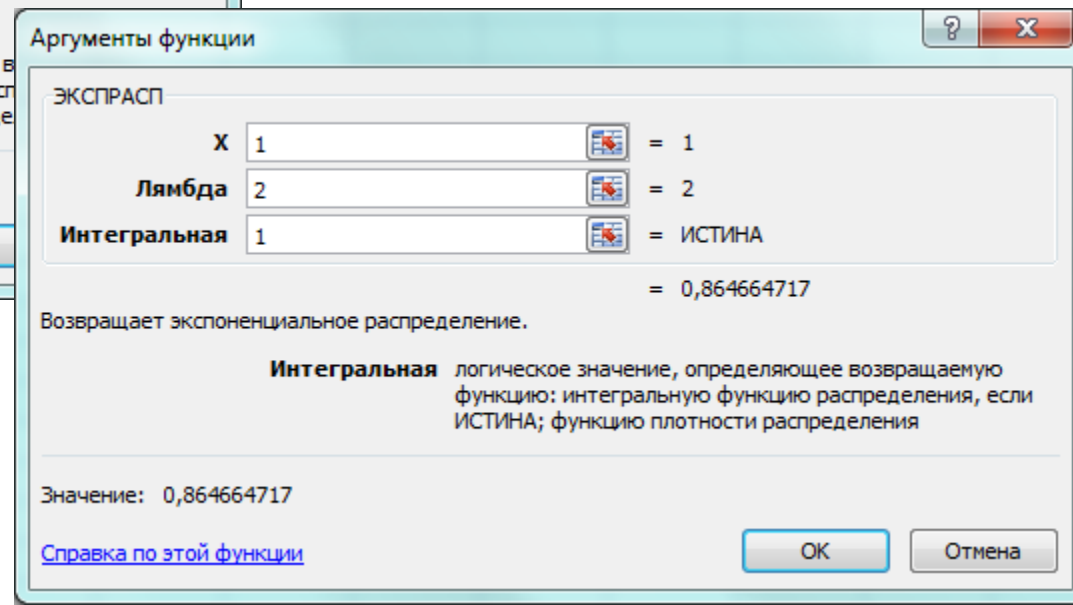 Аргументы функции
в
сп
е
ЭКСПРАСП
X 1 = 1
Лямбда 2 = 2
Интегральная 1 = ИСТИНА
= 0,864664717
Возвращает экспоненциальное распределение.
Интегральная логическое значение, определяющее возвращаемую
функцию: интегральную функцию распределения, если
ИСТИНА; функцию плотности распределения
Значение: 0,864664717
Справка по этой функции
ОК
Отмена